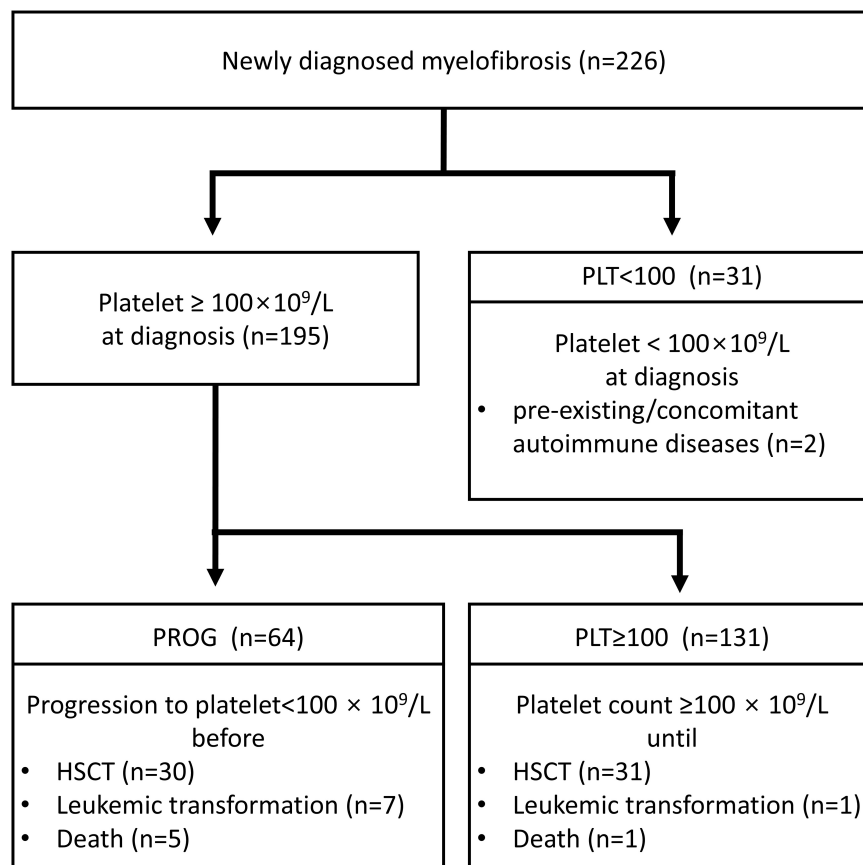 Newly diagnosed myelofibrosis (n=226)
Platelet ≥ 100×10⁹/L
at diagnosis (n=195)
PLT<100 (n=31)
Platelet < 100×10⁹/L
at diagnosis
• pre-existing/concomitant
autoimmune diseases (n=2)
PROG (n=64)
Progression to platelet<100 × 10⁹/L
before
• HSCT (n=30)
• Leukemic transformation (n=7)
• Death (n=5)
PLT≥100 (n=131)
Platelet count ≥100 × 10⁹/L
until
• HSCT (n=31)
• Leukemic transformation (n=1)
• Death (n=1)